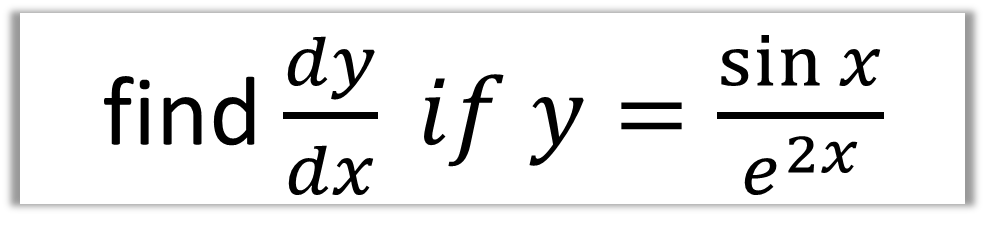 find dy/dx if y = sin x / e^{2x}